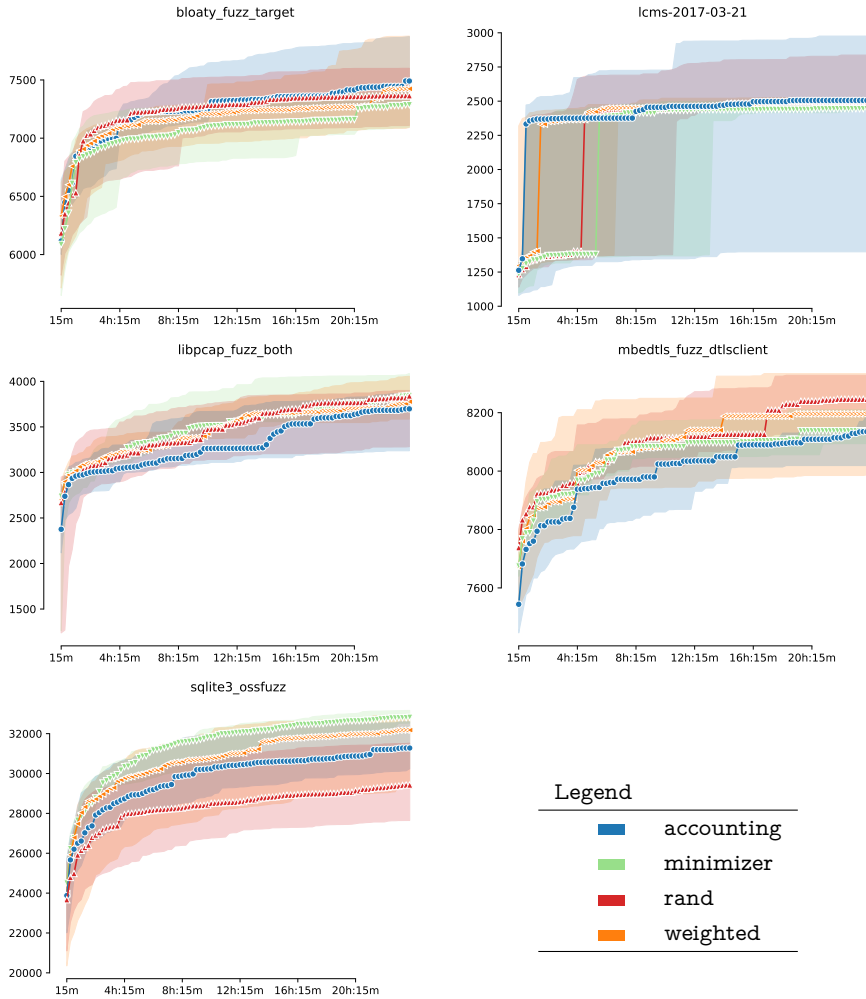 bloaty_fuzz_target
7500
7000
6500
6000
15m 4h:15m 8h:15m 12h:15m 16h:15m 20h:15m
lcms-2017-03-21
3000
2750
2500
2250
2000
1750
1500
1250
1000
15m 4h:15m 8h:15m 12h:15m 16h:15m 20h:15m
libpcap_fuzz_both
4000
3500
3000
2500
2000
1500
15m 4h:15m 8h:15m 12h:15m 16h:15m 20h:15m
mbedtls_fuzz_dtlsclient
8200
8000
7800
7600
15m 4h:15m 8h:15m 12h:15m 16h:15m 20h:15m
sqlite3_ossfuzz
32000
30000
28000
26000
24000
22000
20000
15m 4h:15m 8h:15m 12h:15m 16h:15m 20h:15m
Legend
accounting
minimizer
rand
weighted